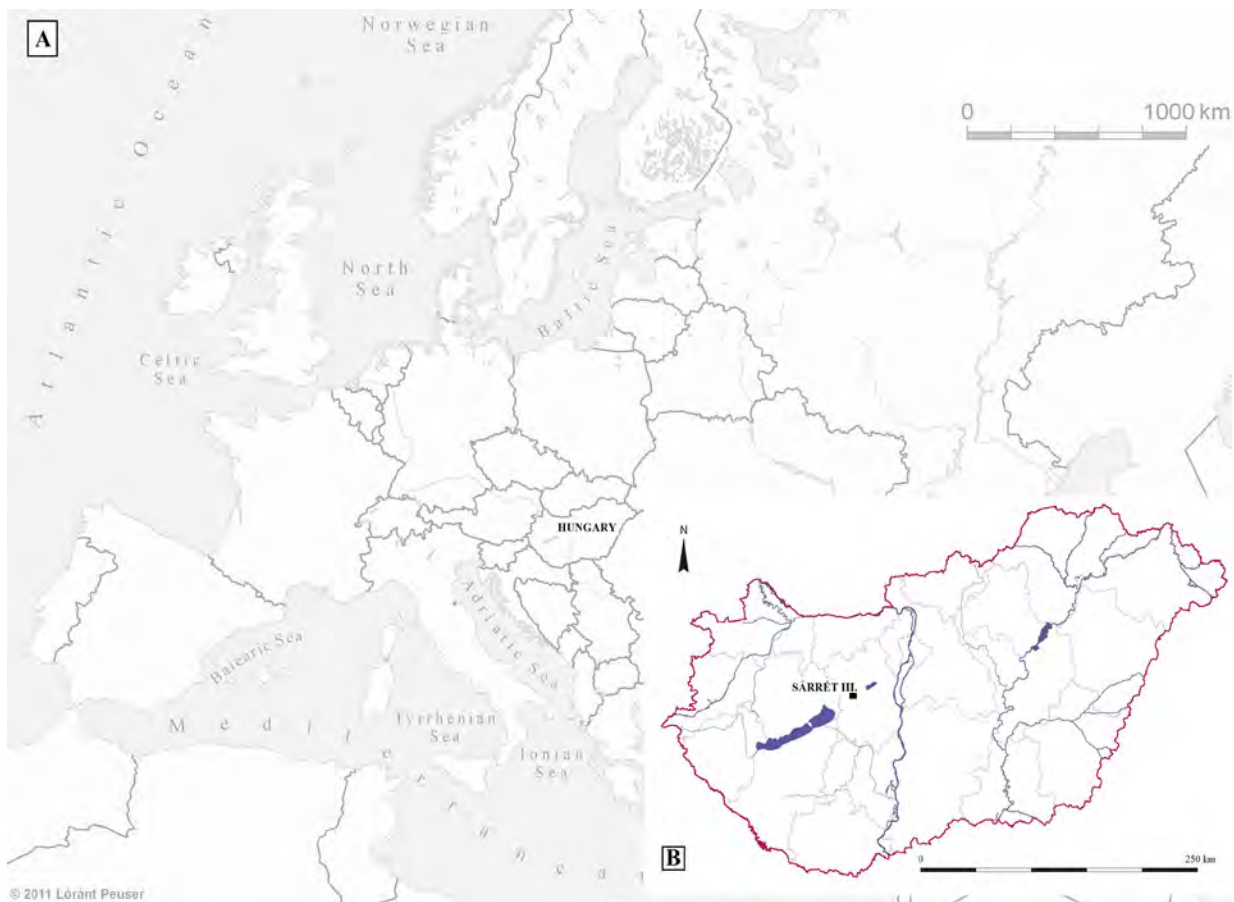 A
Norwegian
Sea
0 1000 km
Atlantic Ocean
North
Sea
Baltic Sea
Celtic
Sea
HUNGARY
N
Adriatic Sea
Balearic Sea
SÁRRÉT III.
Tyrrhenian
Sea
Mediterranean
Ionian
Sea
B
0 250 km
© 2011 Lóránt Peuser